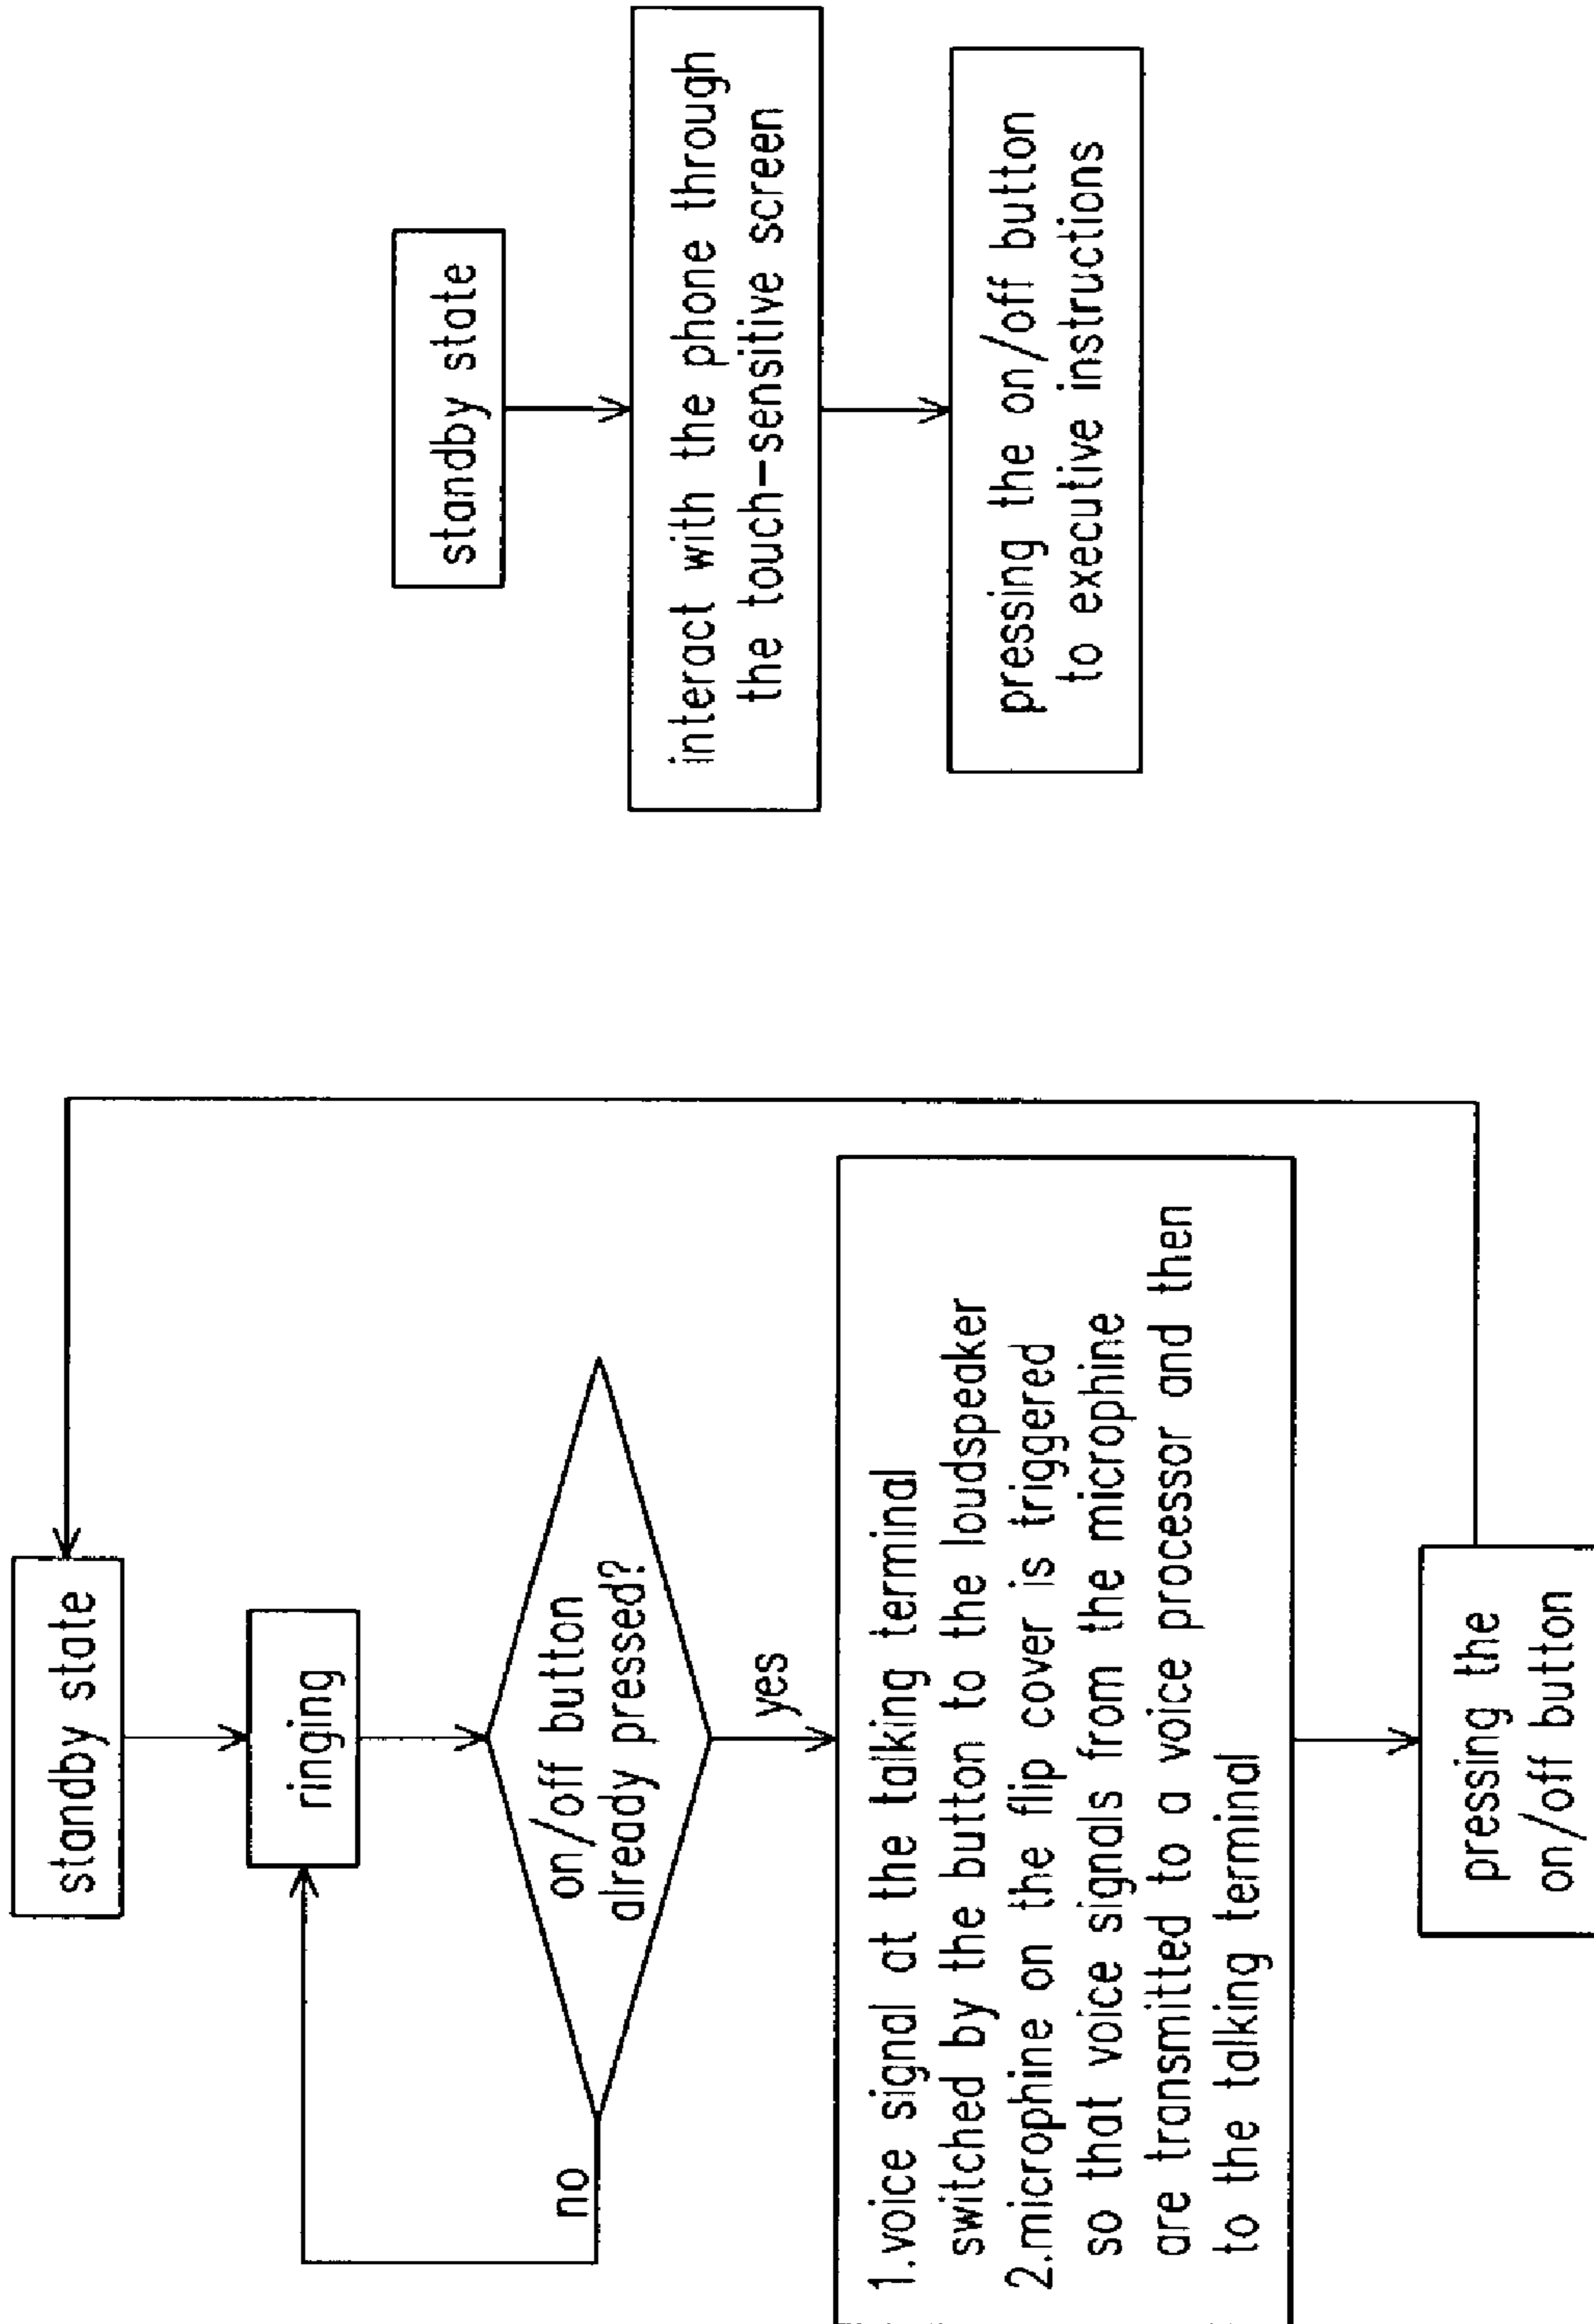 standby state
ringing
on/off button
already pressed?
no
yes
1.voice signal at the talking terminal
switched by the button to the loudspeaker
2.microphine on the flip cover is triggered
so that voice signals from the microphine
are transmitted to a voice processor and then
to the talking terminal
pressing the
on/off button
standby state
interact with the phone through
the touch-sensitive screen
pressing the on/off button
to executive instructions